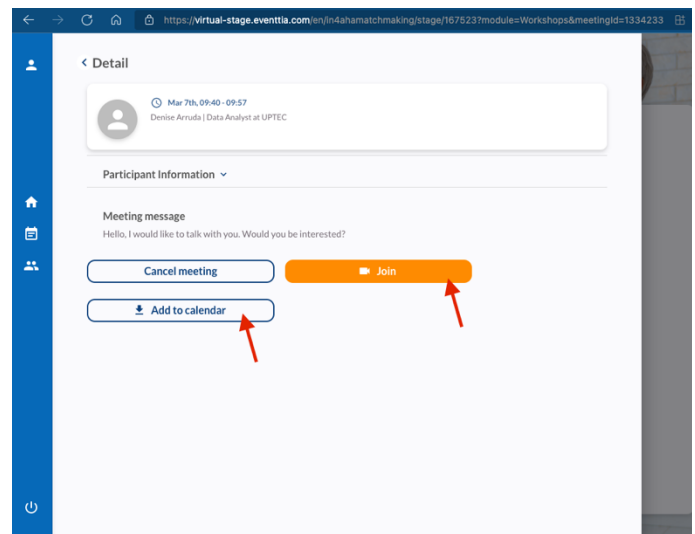 https://virtual-stage.eventtia.com/en/in4ahamatchmaking/stage/167523?module=Workshops&meetingId=1334233
Detail
Mar 7th, 09:40 - 09:57
Denise Arruda | Data Analyst at UPTEC
Participant Information
Meeting message
Hello, I would like to talk with you. Would you be interested?
Cancel meeting
Join
Add to calendar